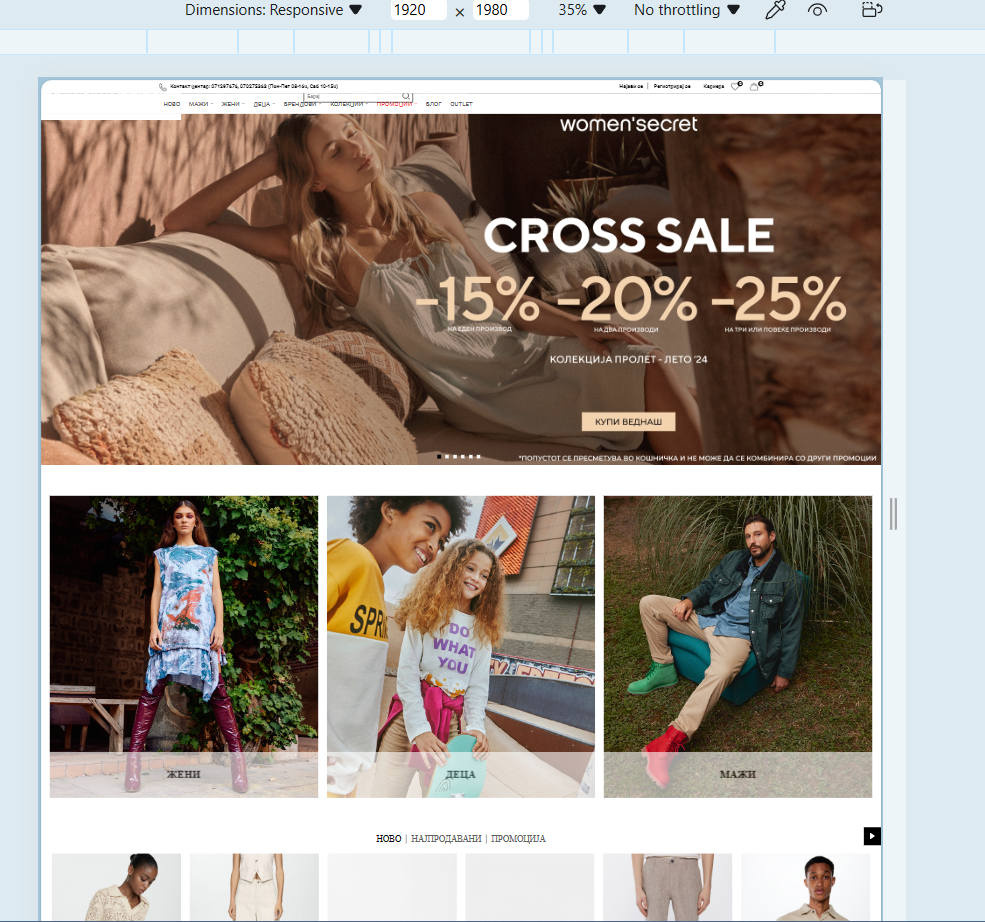 Dimensions: Responsive 1920 × 1980 35% No throttling
Контакт центар: 071297676, 070275363 (Пон-Пет 08-16ч, Саб 10-15ч) Најави се | Регистрирај се Кариера
Барај
НОВО МАЖИ ЖЕНИ ДЕЦА БРЕНДОВИ КОЛЕКЦИИ ПРОМОЦИИ БЛОГ OUTLET
women'secret
CROSS SALE
-15% -20% -25%
НА ЕДЕН ПРОИЗВОД НА ДВА ПРОИЗВОДИ НА ТРИ ИЛИ ПОВЕЌЕ ПРОИЗВОДИ
КОЛЕКЦИЈА ПРОЛЕТ - ЛЕТО '24
КУПИ ВЕДНАШ
*ПОПУСТОТ СЕ ПРЕСМЕТУВА ВО КОШНИЧКА И НЕ МОЖЕ ДА СЕ КОМБИНИРА СО ДРУГИ ПРОМОЦИИ
SPRI
DO
WHAT
YOU
ЖЕНИ ДЕЦА МАЖИ
НОВО | НАЈПРОДАВАНИ | ПРОМОЦИЈА